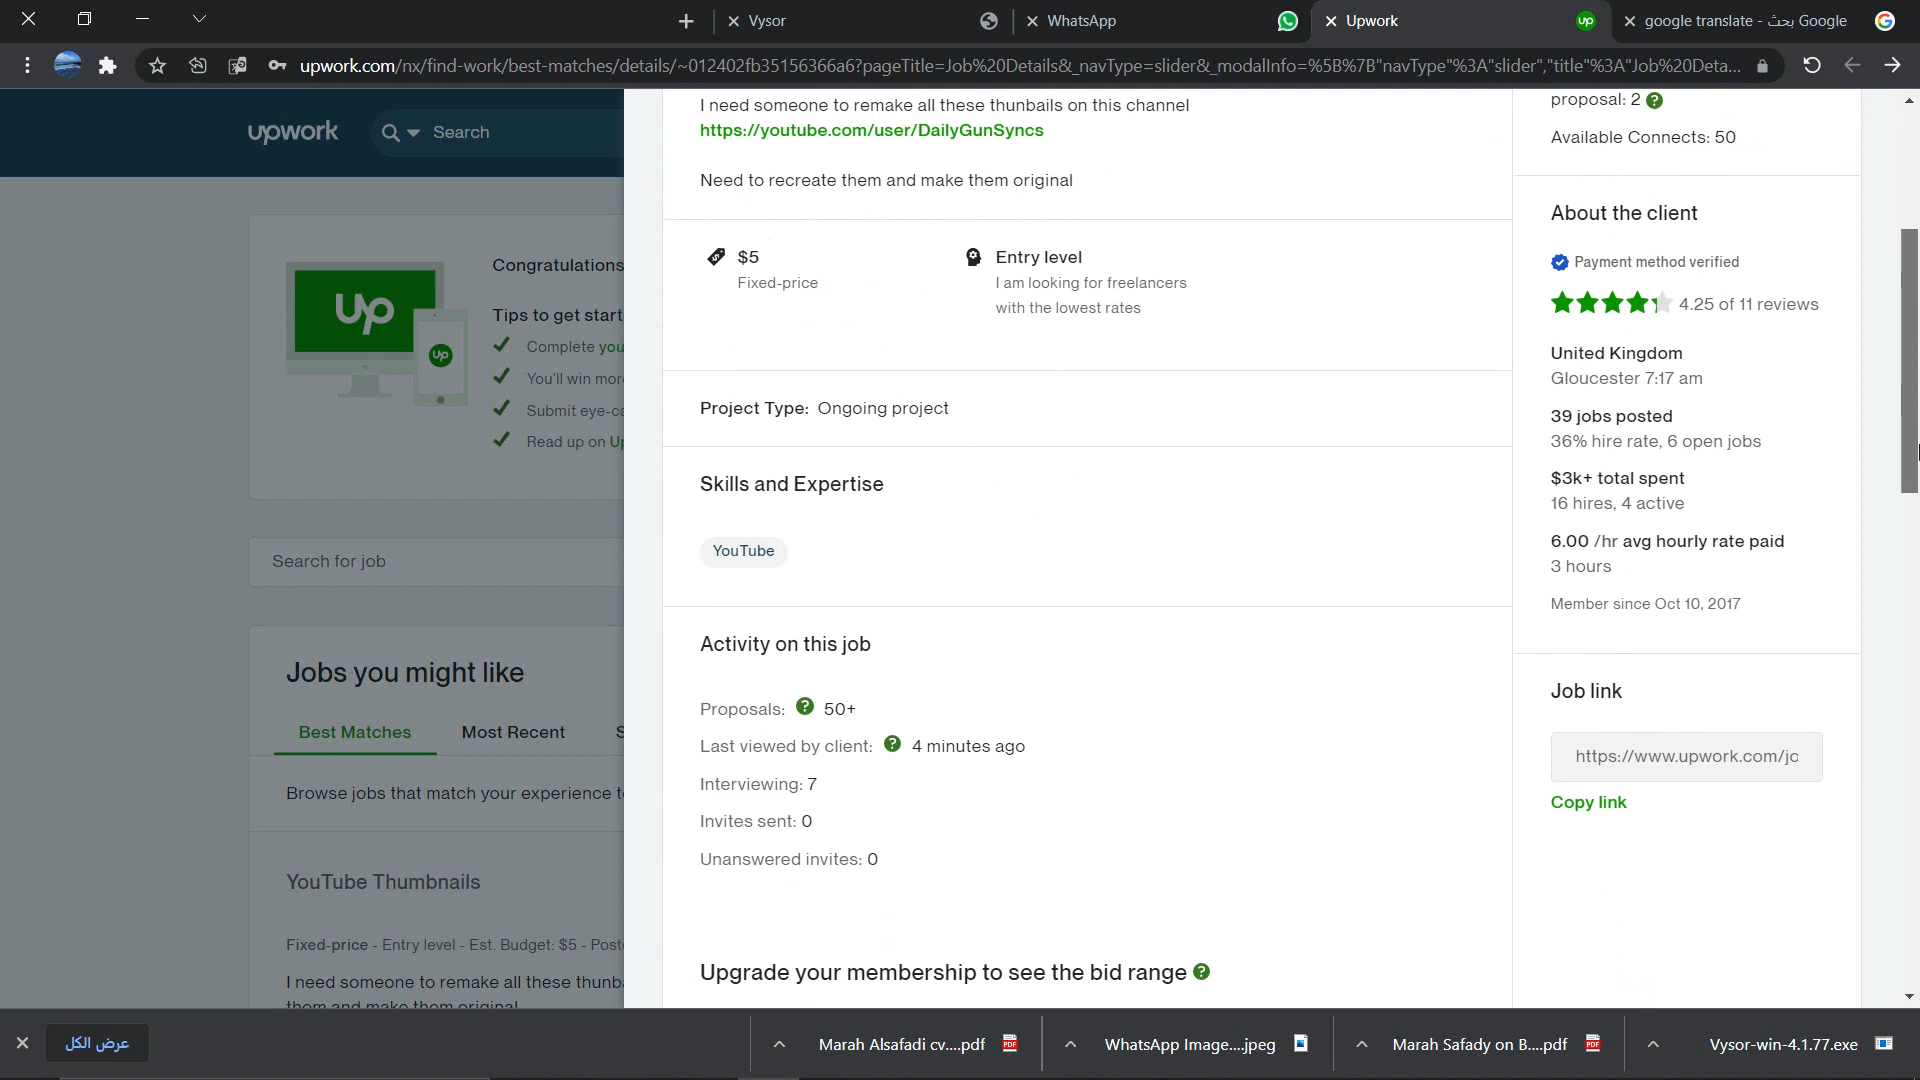 Vysor
WhatsApp
Upwork
google translate - بحث Google
upwork.com/nx/find-work/best-matches/details/~012402fb35156366a6?pageTitle=Job%20Details&_navType=slider&_modalInfo=%5B%7B"navType"%3A"slider","title"%3A"Job%20Deta...
upwork
Search
Up
Up
Congratulations
Tips to get start
Complete you
You'll win mor
Submit eye-ca
Read up on Up
Search for job
Jobs you might like
Best Matches
Most Recent
S
Browse jobs that match your experience t
YouTube Thumbnails
Fixed-price - Entry level - Est. Budget: $5 - Poste
I need someone to remake all these thunba
them and make them original
I need someone to remake all these thunbails on this channel
https://youtube.com/user/DailyGunSyncs
Need to recreate them and make them original
$5
Fixed-price
Entry level
I am looking for freelancers
with the lowest rates
Project Type: Ongoing project
Skills and Expertise
YouTube
Activity on this job
Proposals: ? 50+
Last viewed by client: ? 4 minutes ago
Interviewing: 7
Invites sent: 0
Unanswered invites: 0
Upgrade your membership to see the bid range ?
proposal: 2 ?
Available Connects: 50
About the client
Payment method verified
4.25 of 11 reviews
United Kingdom
Gloucester 7:17 am
39 jobs posted
36% hire rate, 6 open jobs
$3k+ total spent
16 hires, 4 active
6.00 /hr avg hourly rate paid
3 hours
Member since Oct 10, 2017
Job link
https://www.upwork.com/jo
Copy link
عرض الكل
Marah Alsafadi cv....pdf
WhatsApp Image....jpeg
Marah Safady on B....pdf
Vysor-win-4.1.77.exe